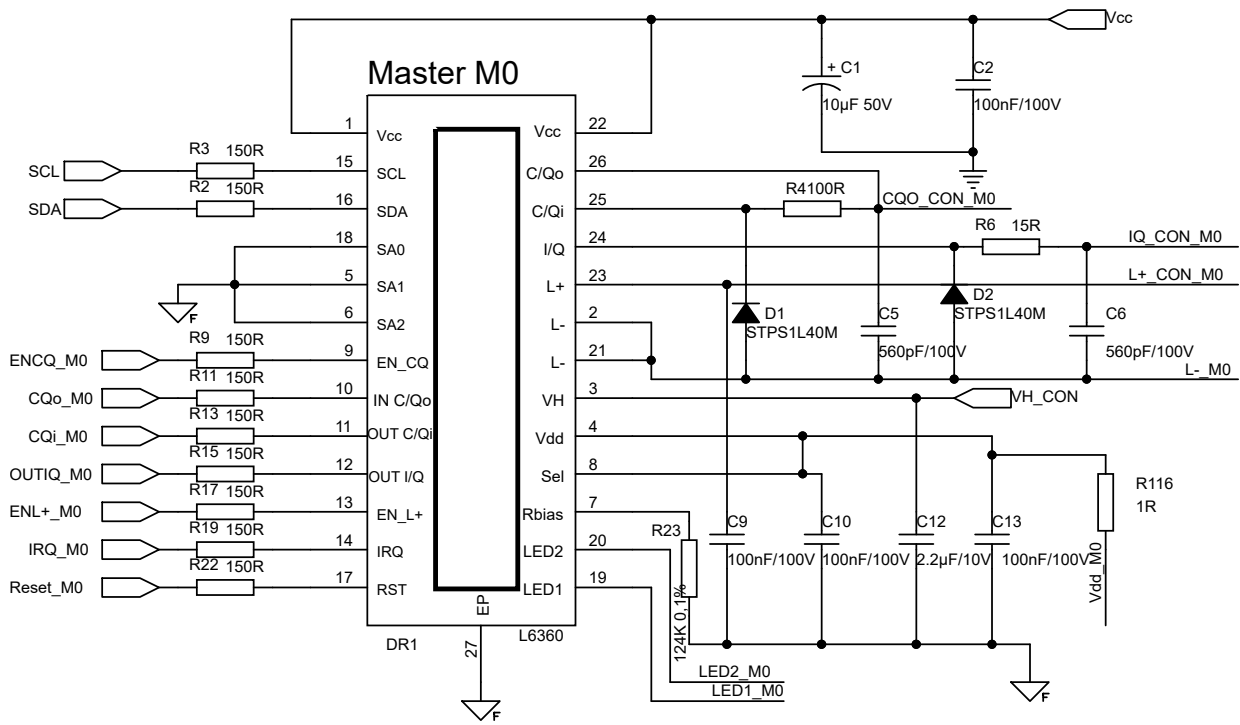 Vcc
Master M0
+ C1
10µF 50V
C2
100nF/100V
1
Vcc
Vcc
22
SCL
R3 150R
15
SCL
C/Qo
26
SDA
R2 150R
16
SDA
C/Qi
25
R4100R
CQO_CON_M0
18
SA0
I/Q
24
R6 15R
IQ_CON_M0
5
SA1
L+
23
L+_CON_M0
F
6
SA2
L-
2
D1
STPS1L40M
C5
560pF/100V
D2
STPS1L40M
C6
560pF/100V
ENCQ_M0
R9 150R
9
EN_CQ
L-
21
L-_M0
CQo_M0
R11 150R
10
IN C/Qo
VH
3
VH_CON
CQi_M0
R13 150R
11
OUT C/Qi
Vdd
4
OUTIQ_M0
R15 150R
12
OUT I/Q
Sel
8
R116
1R
ENL+_M0
R17 150R
13
EN_L+
Rbias
7
R23
124K 0,1%
C9
100nF/100V
C10
100nF/100V
C12
2.2µF/10V
C13
100nF/100V
Vdd_M0
IRQ_M0
R19 150R
14
IRQ
LED2
20
Reset_M0
R22 150R
17
RST
LED1
19
EP
27
DR1
L6360
F
LED2_M0
LED1_M0
F